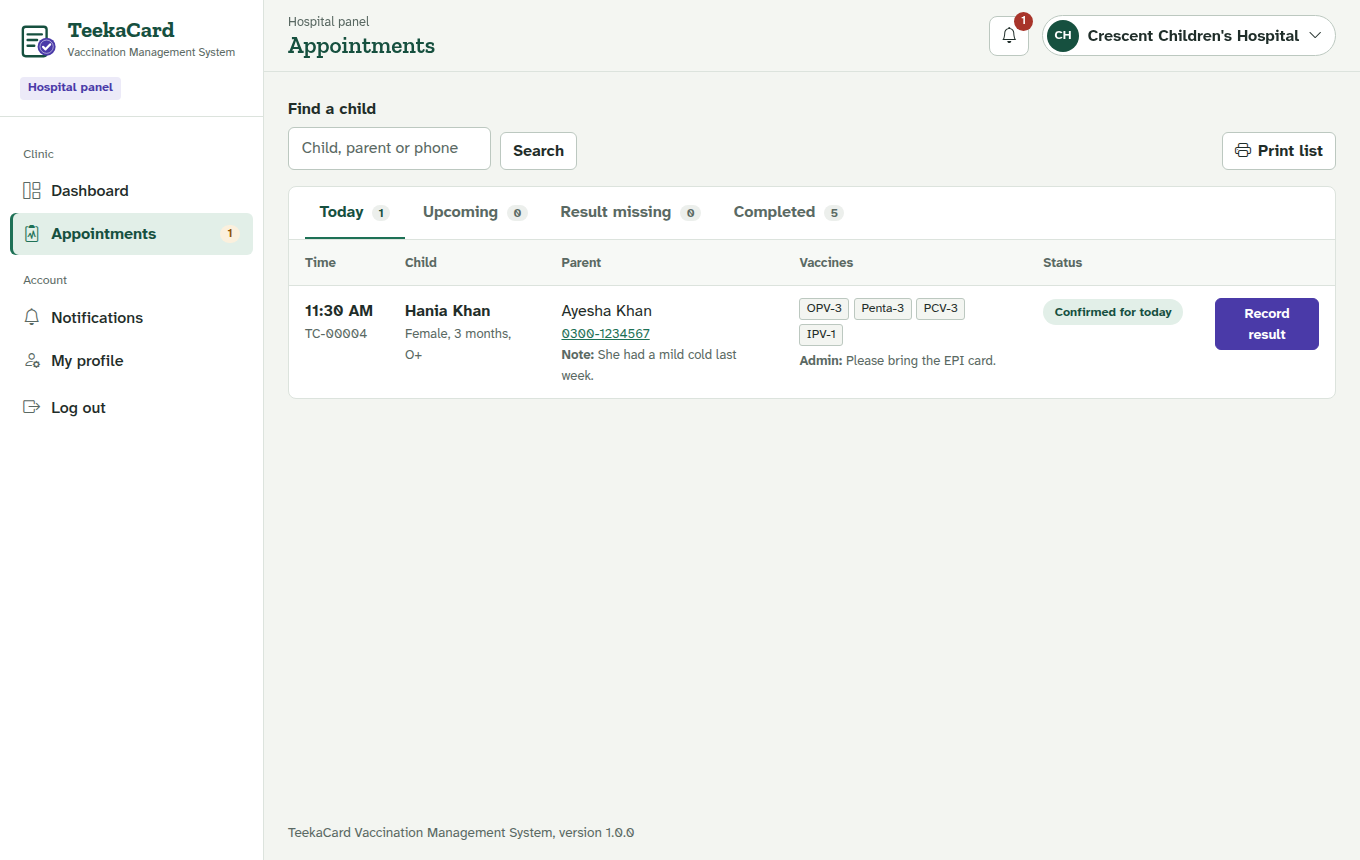 TeekaCard
Vaccination Management System
Hospital panel
Clinic
Dashboard
Appointments 1
Account
Notifications
My profile
Log out
Hospital panel
Appointments
1
CH Crescent Children's Hospital
Find a child
Child, parent or phone
Search
Print list
Today 1 Upcoming 0 Result missing 0 Completed 5
Time Child Parent Vaccines Status
11:30 AM
TC-00004
Hania Khan
Female, 3 months,
O+
Ayesha Khan
0300-1234567
Note: She had a mild cold last
week.
OPV-3 Penta-3 PCV-3
IPV-1
Admin: Please bring the EPI card.
Confirmed for today
Record
result
TeekaCard Vaccination Management System, version 1.0.0